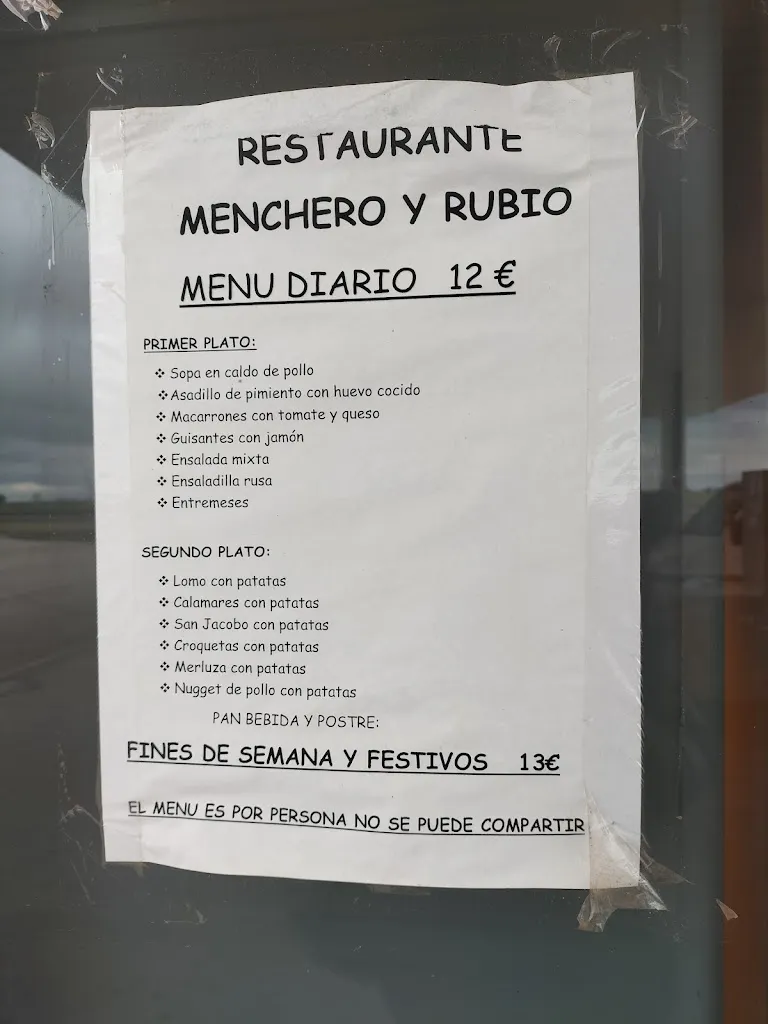 RESTAURANTE
MENCHERO Y RUBIO
MENU DIARIO 12 €
PRIMER PLATO:
❖ Sopa en caldo de pollo
❖ Asadillo de pimiento con huevo cocido
❖ Macarrones con tomate y queso
❖ Guisantes con jamón
❖ Ensalada mixta
❖ Ensaladilla rusa
❖ Entremeses
SEGUNDO PLATO:
❖ Lomo con patatas
❖ Calamares con patatas
❖ San Jacobo con patatas
❖ Croquetas con patatas
❖ Merluza con patatas
❖ Nugget de pollo con patatas
PAN BEBIDA Y POSTRE:
FINES DE SEMANA Y FESTIVOS 13€
EL MENU ES POR PERSONA NO SE PUEDE COMPARTIR